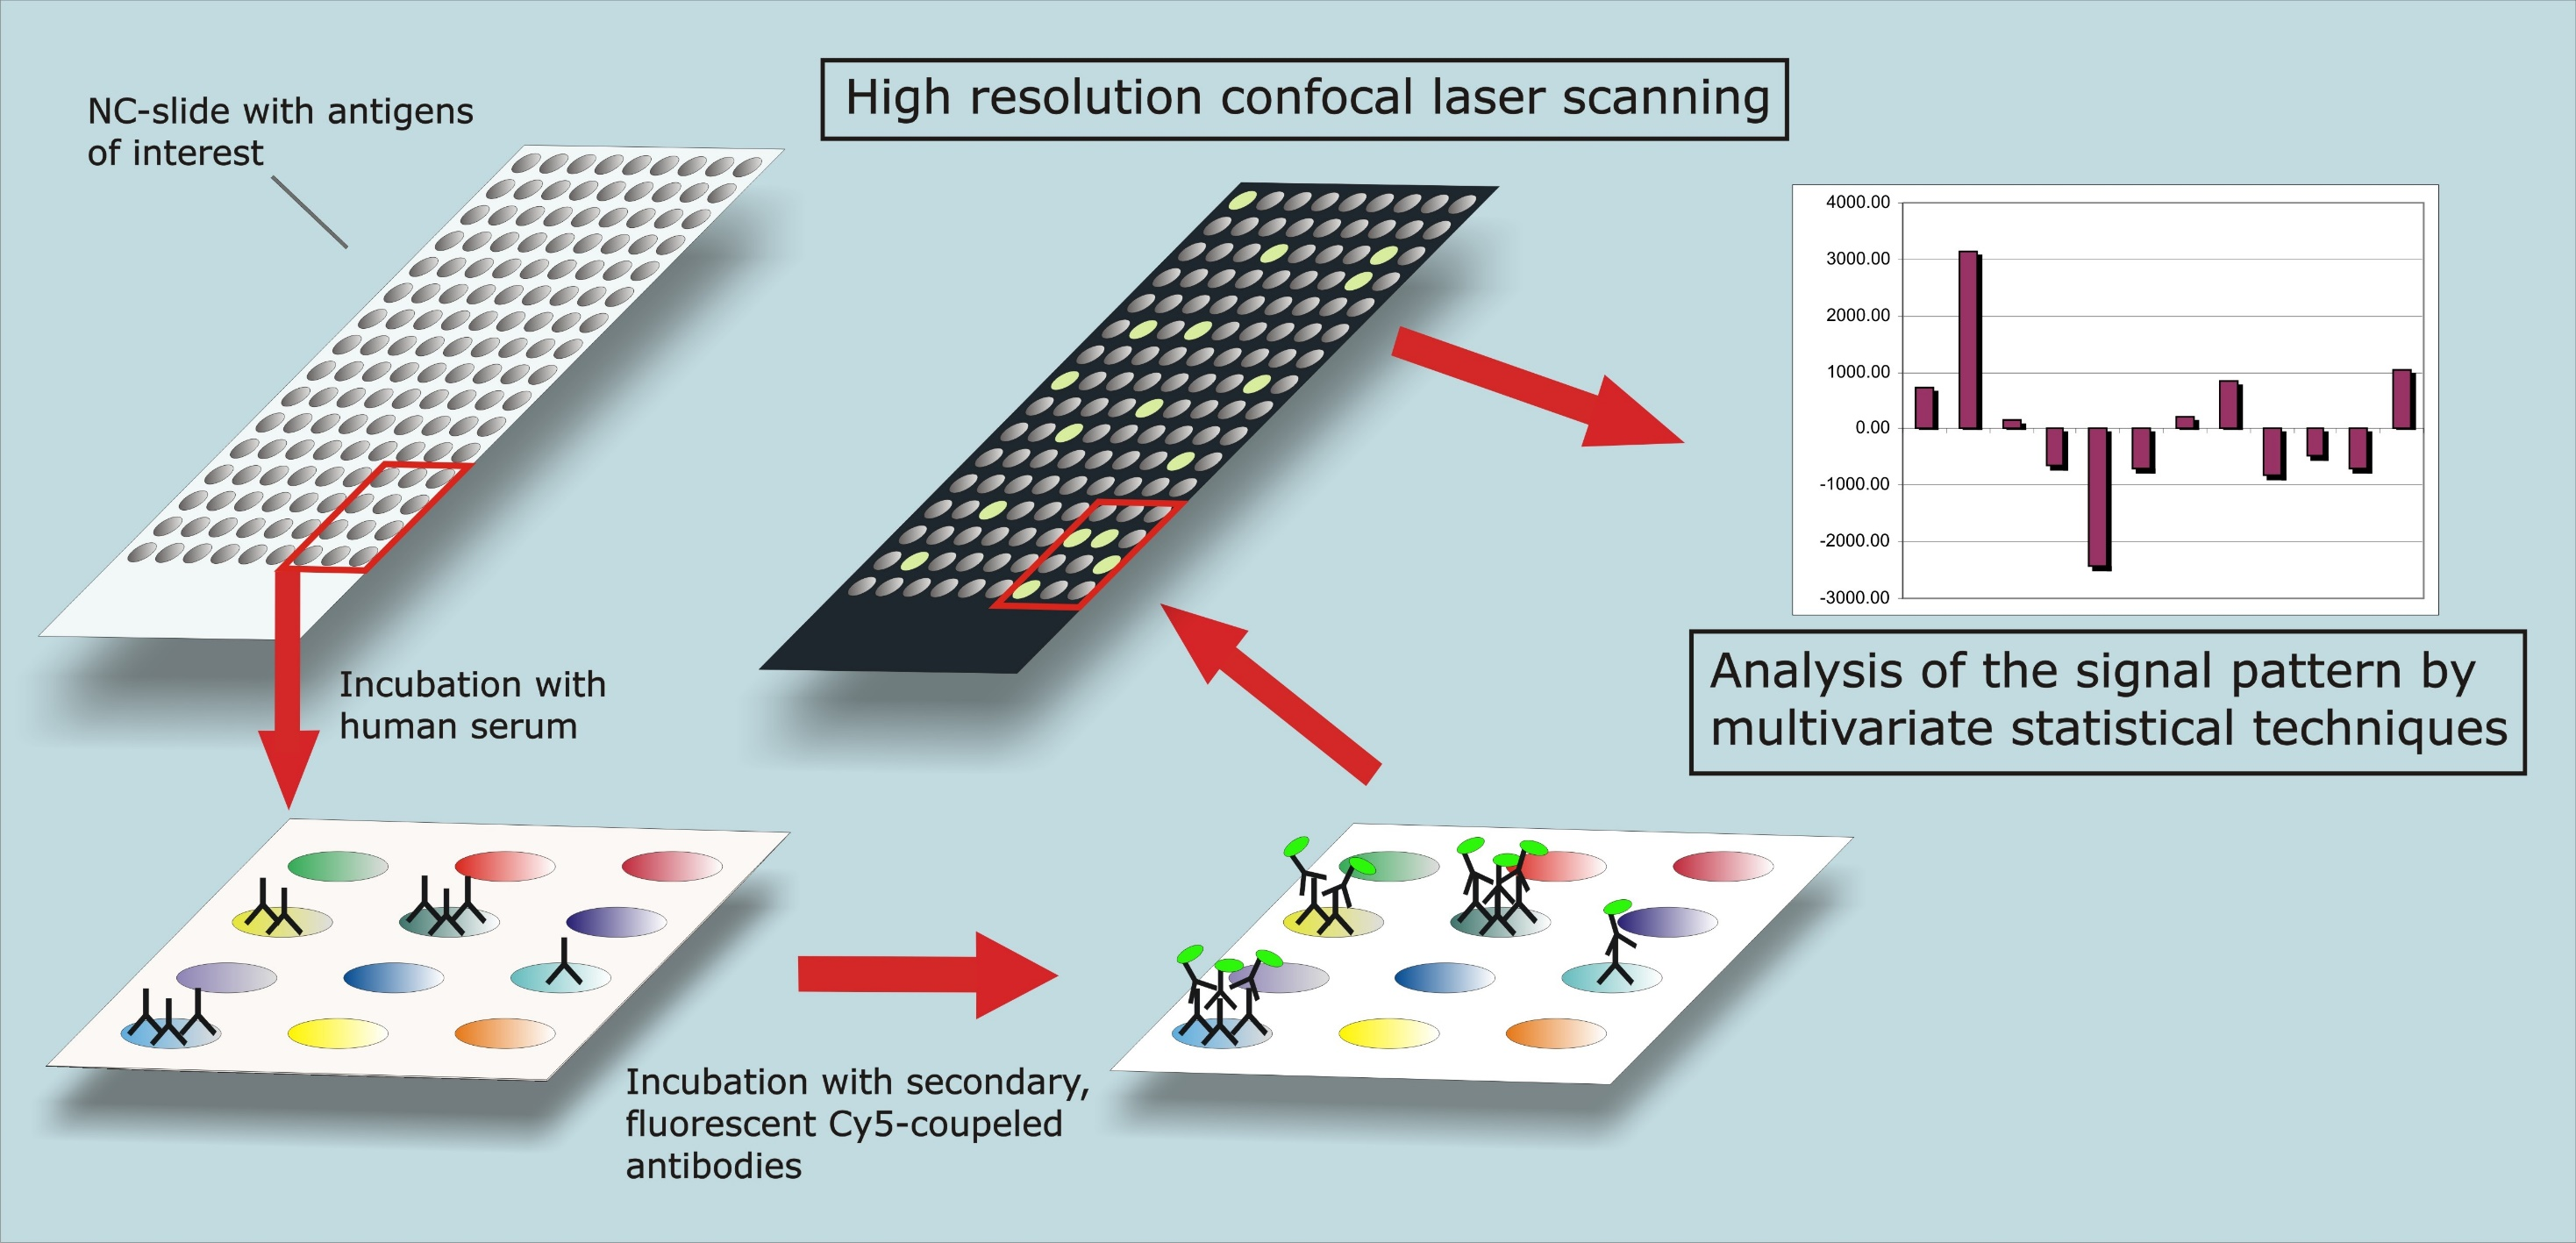 NC-slide with antigens
of interest
High resolution confocal laser scanning
Incubation with
human serum
Incubation with secondary,
fluorescent Cy5-coupeled
antibodies
4000.00
3000.00
2000.00
1000.00
0.00
-1000.00
-2000.00
-3000.00
Analysis of the signal pattern by
multivariate statistical techniques